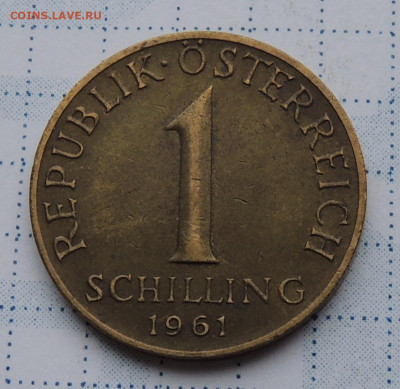 COINS.LAVE.RU
REPUBLIK · ÖSTERREICH
1
SCHILLING
1961